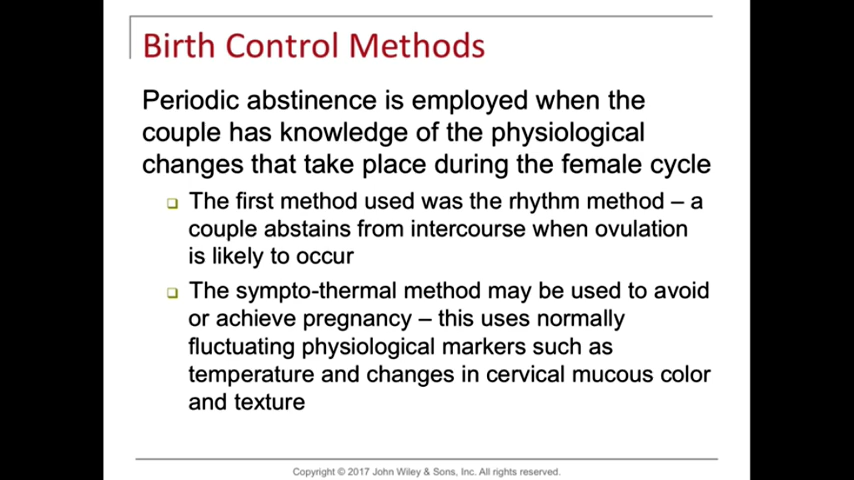 Birth Control Methods
Periodic abstinence is employed when the
couple has knowledge of the physiological
changes that take place during the female cycle
The first method used was the rhythm method – a
couple abstains from intercourse when ovulation
is likely to occur
The sympto-thermal method may be used to avoid
or achieve pregnancy – this uses normally
fluctuating physiological markers such as
temperature and changes in cervical mucous color
and texture
Copyright © 2017 John Wiley & Sons, Inc. All rights reserved.